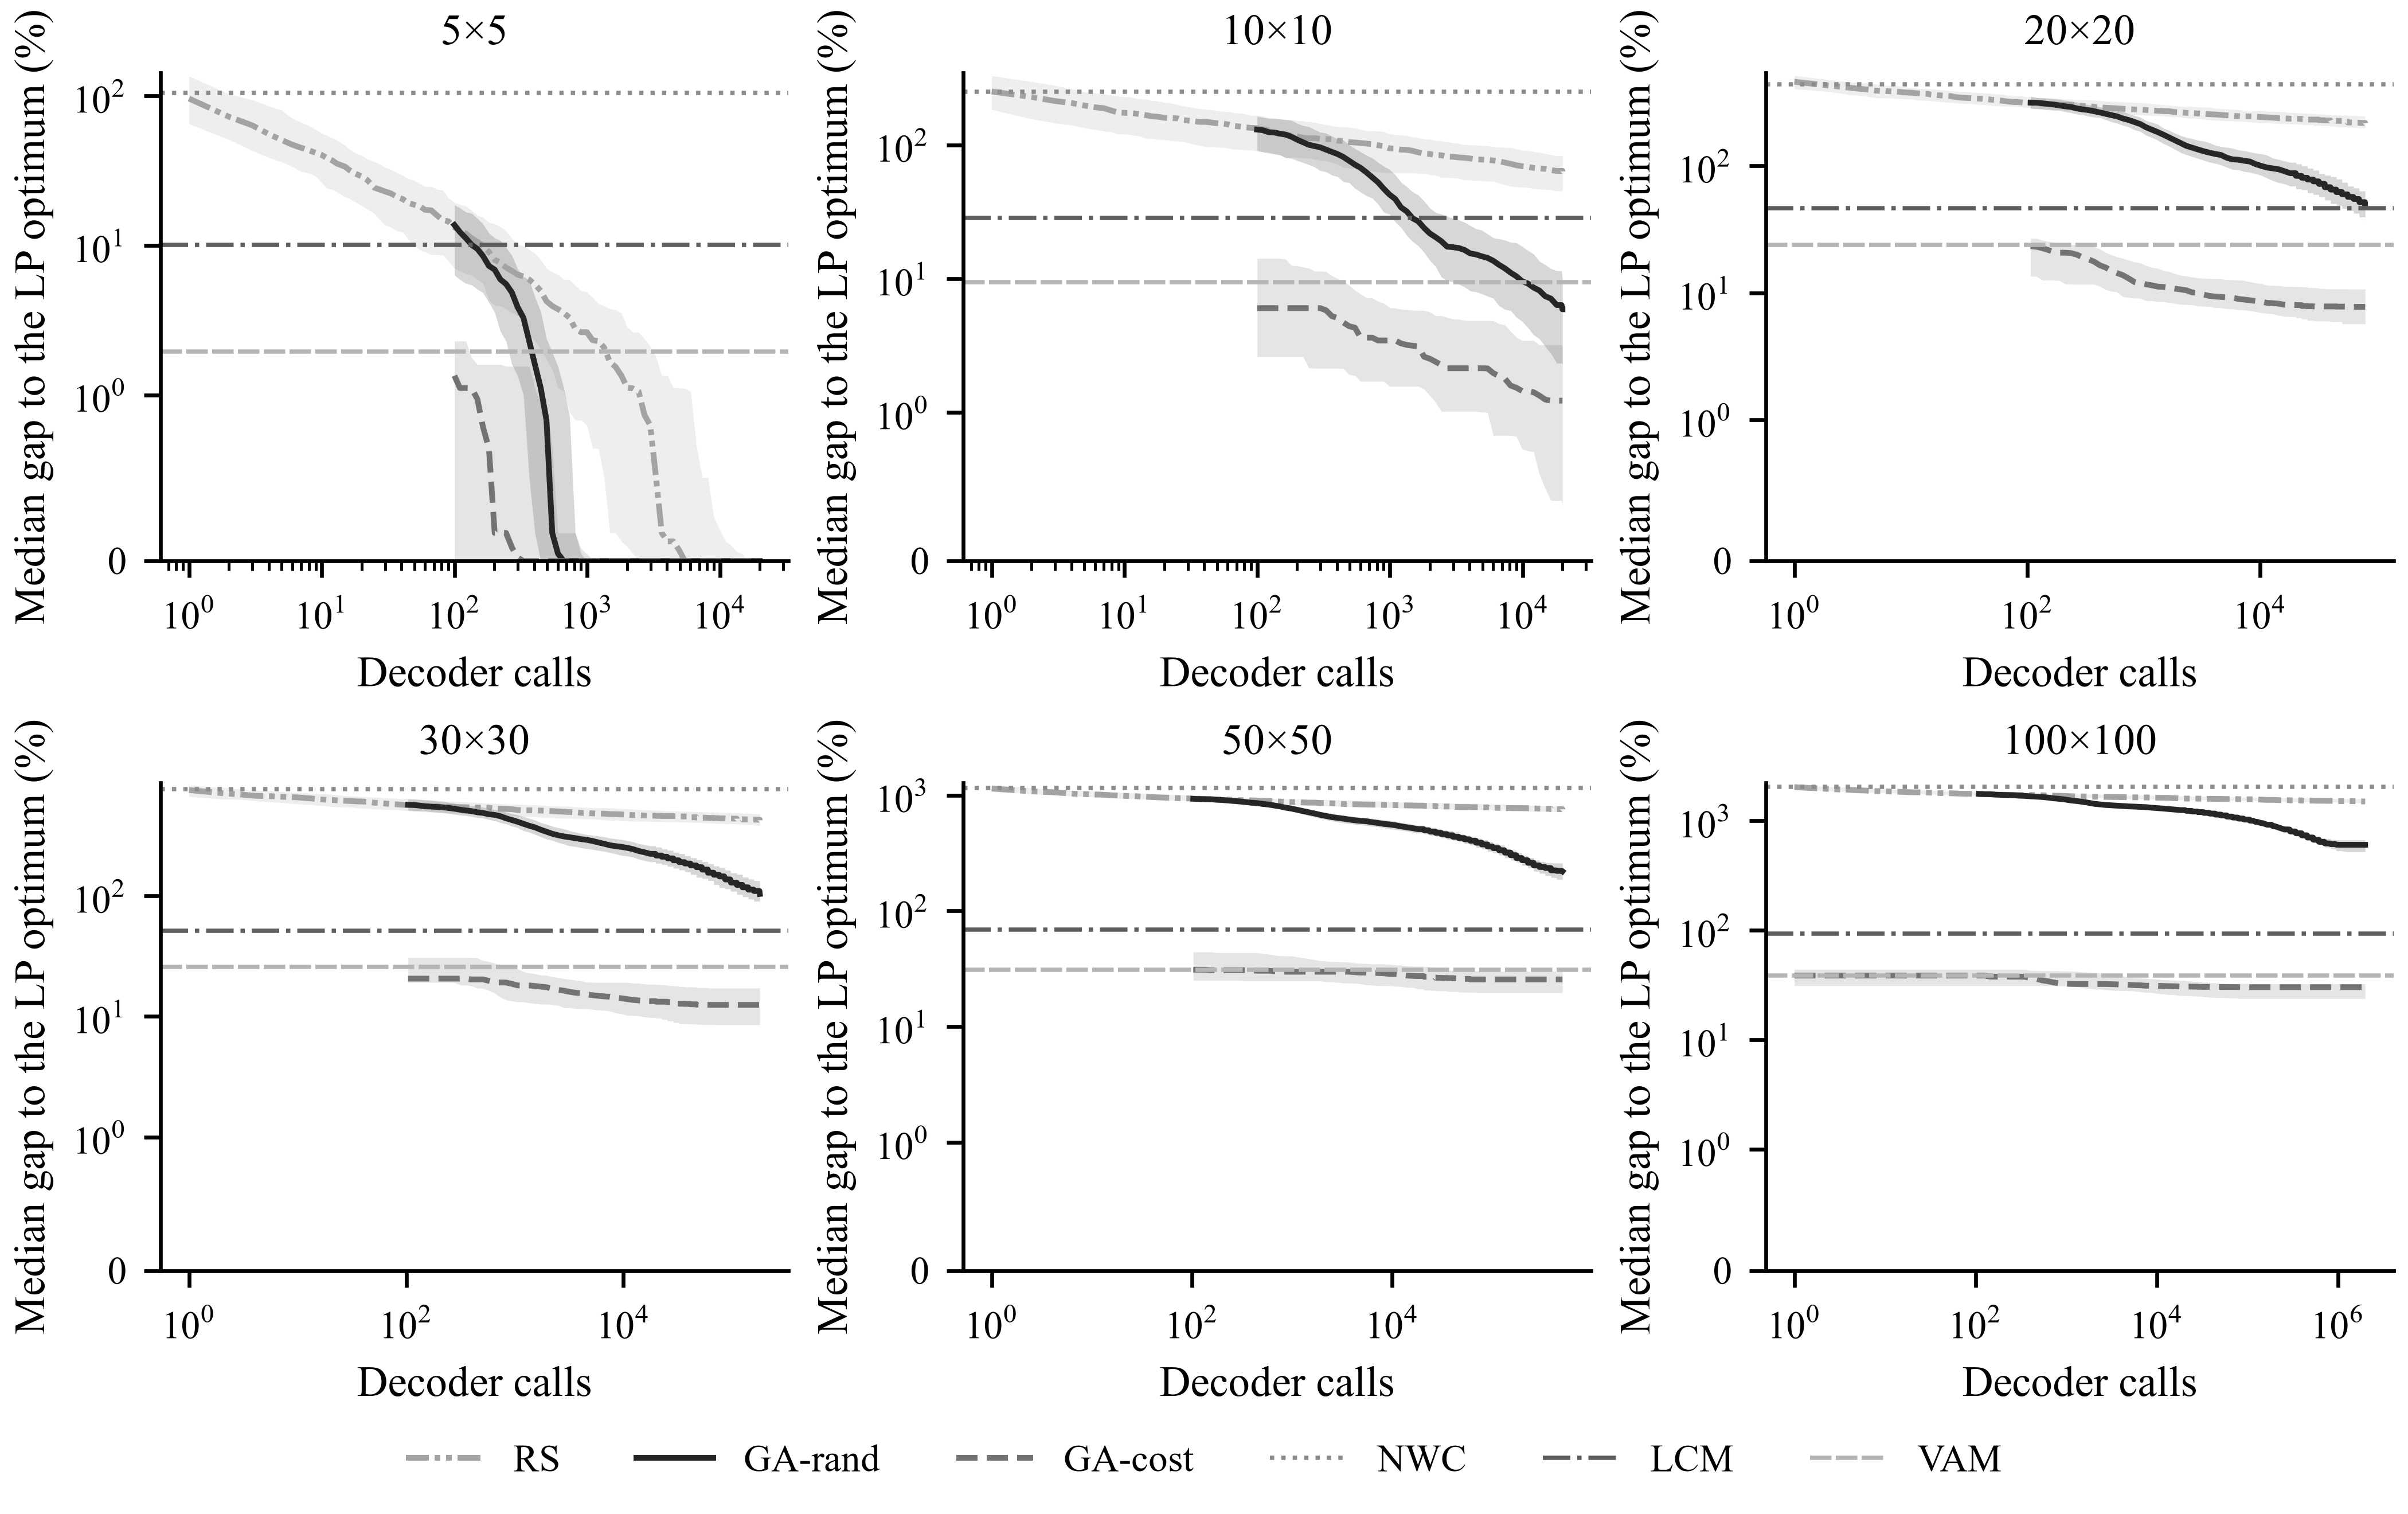 5×5
Median gap to the LP optimum (%)
10²
10¹
10⁰
0
10⁰ 10¹ 10² 10³ 10⁴
Decoder calls
10×10
Median gap to the LP optimum (%)
10²
10¹
10⁰
0
10⁰ 10¹ 10² 10³ 10⁴
Decoder calls
20×20
Median gap to the LP optimum (%)
10²
10¹
10⁰
0
10⁰ 10² 10⁴
Decoder calls
30×30
Median gap to the LP optimum (%)
10²
10¹
10⁰
0
10⁰ 10² 10⁴
Decoder calls
50×50
Median gap to the LP optimum (%)
10³
10²
10¹
10⁰
0
10⁰ 10² 10⁴
Decoder calls
100×100
Median gap to the LP optimum (%)
10³
10²
10¹
10⁰
0
10⁰ 10² 10⁴ 10⁶
Decoder calls
RS GA-rand GA-cost NWC LCM VAM